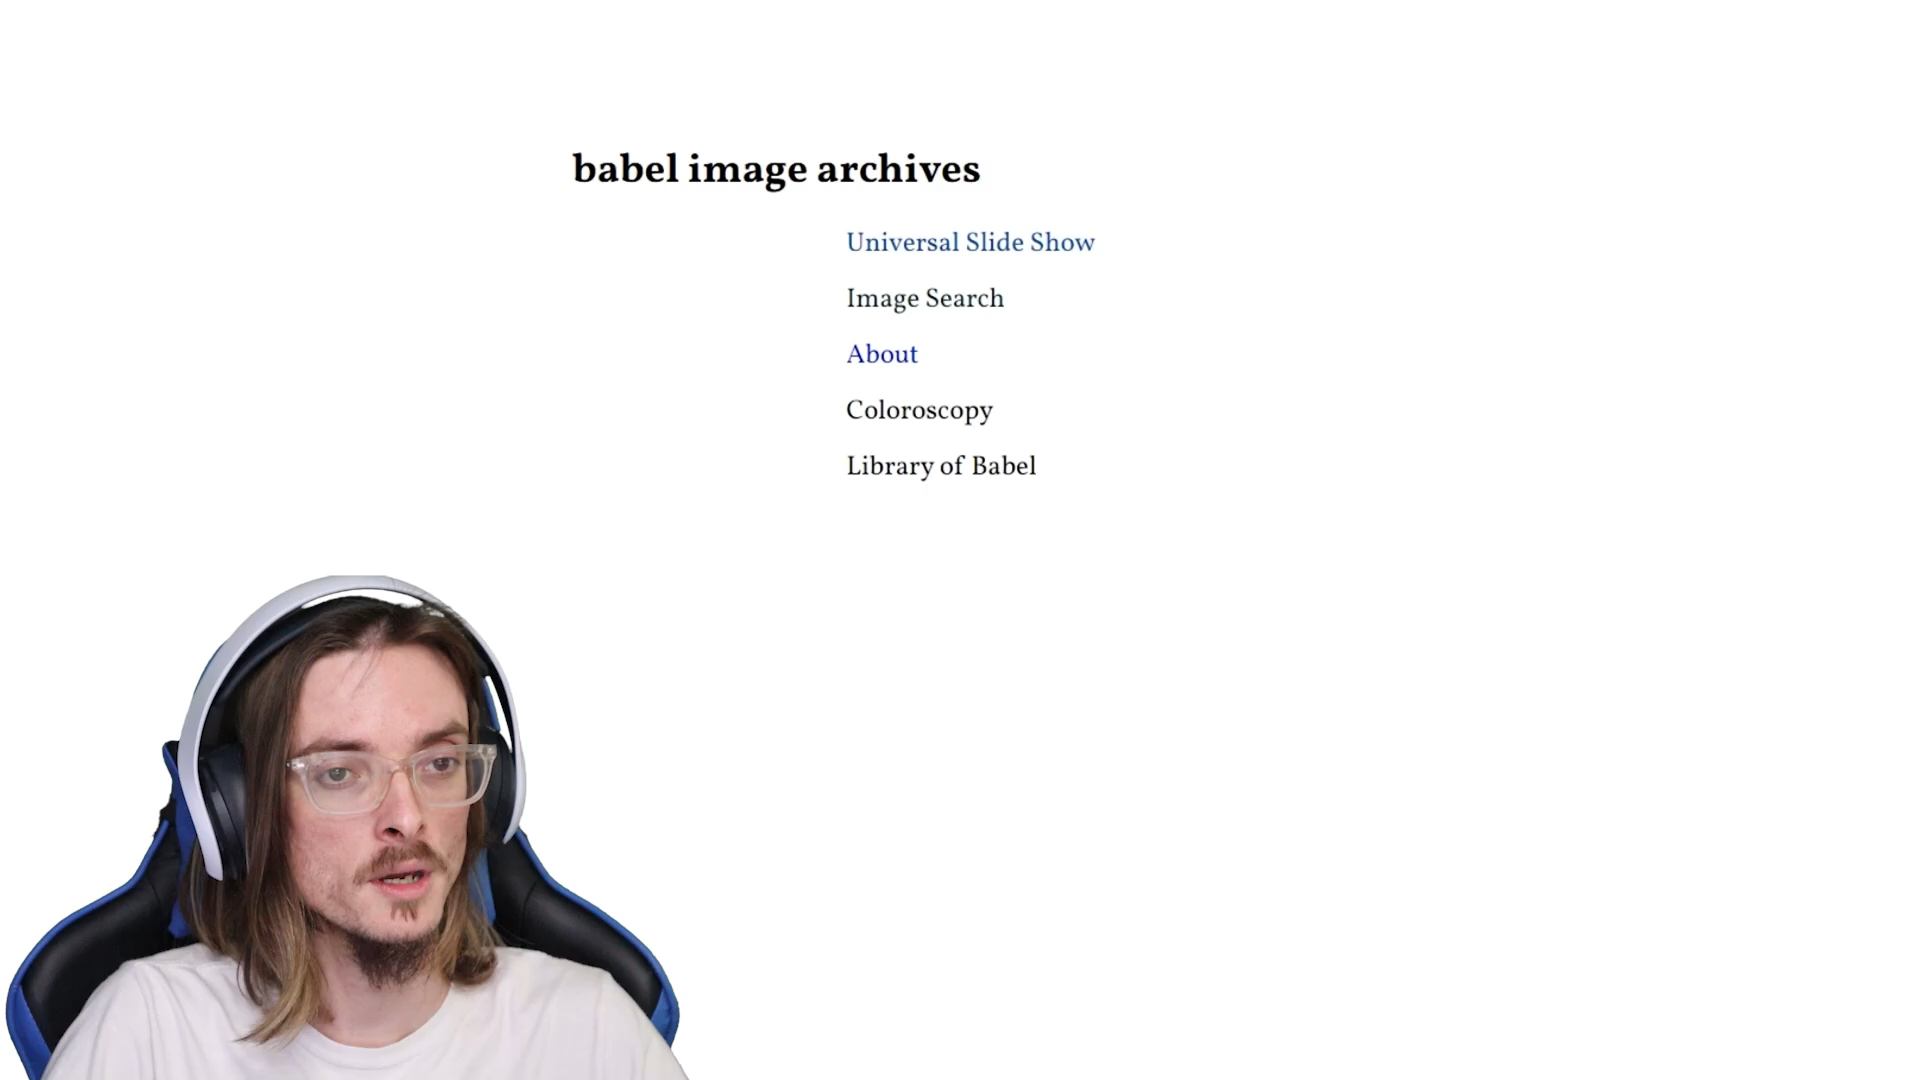 babel image archives
Universal Slide Show
Image Search
About
Coloroscopy
Library of Babel